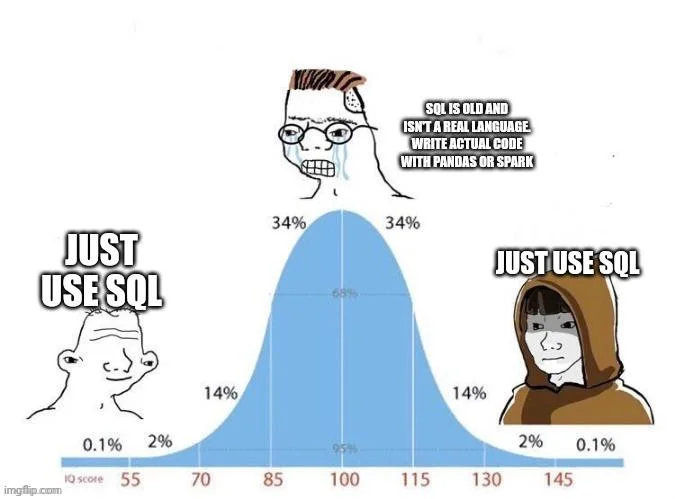 SQL IS OLD AND
ISN'T A REAL LANGUAGE.
WRITE ACTUAL CODE
WITH PANDAS OR SPARK
34%
34%
JUST
USE SQL
JUST USE SQL
68%
14%
14%
0.1%
2%
95%
2%
0.1%
IQ score
55
70
85
100
115
130
145
imgflip.com